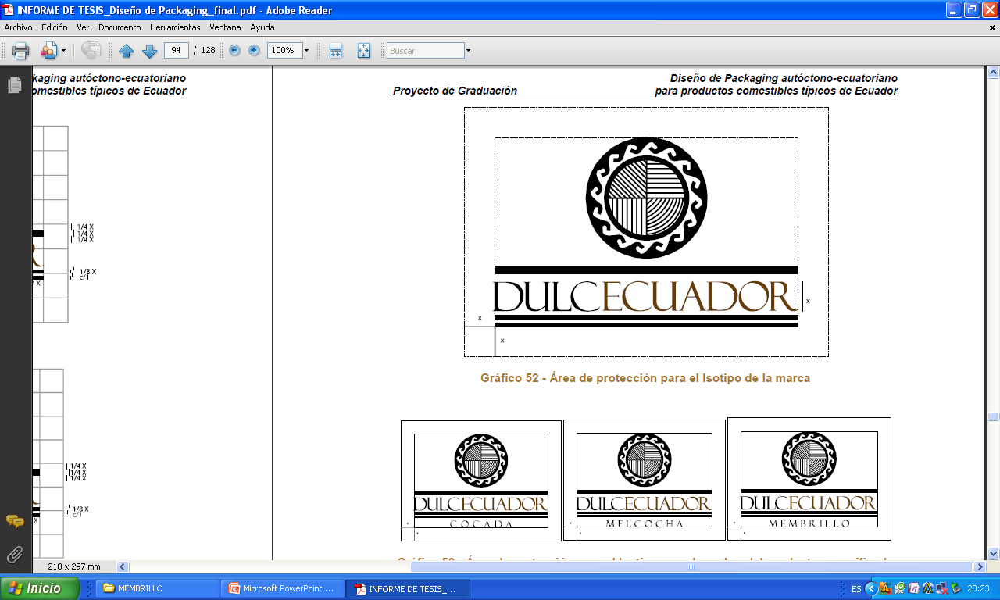 INFORME DE TESIS_Diseño de Packaging_final.pdf - Adobe Reader
Archivo Edición Ver Documento Herramientas Ventana Ayuda
94 / 128 100% Buscar
kaging autóctono-ecuatoriano
omestibles típicos de Ecuador
Proyecto de Graduación
Diseño de Packaging autóctono-ecuatoriano
para productos comestibles típicos de Ecuador
1/4 X
1/4 X
1/4 X
1/8 X
c/1
4 X
DULCECUADOR
x
x
x
Gráfico 52 - Área de protección para el Isotipo de la marca
1/4 X
1/4 X
1/4 X
1/8 X
c/1
X
DULCECUADOR
COCADA
x
x
DULCECUADOR
MELCOCHA
x
x
DULCECUADOR
MEMBRILLO
x
x
210 x 297 mm
Inicio
MEMBRILLO
Microsoft PowerPoint ...
INFORME DE TESIS_...
ES
20:23